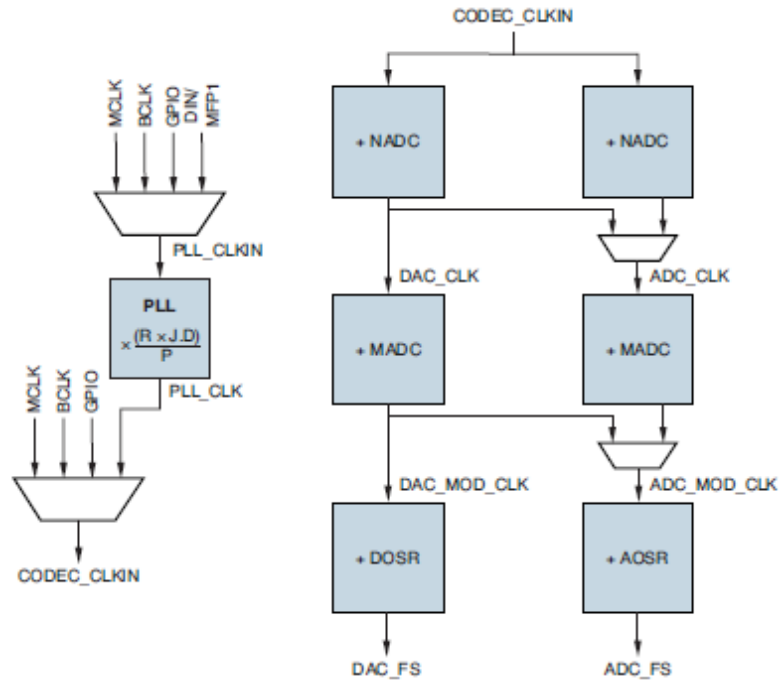 MCLK
BCLK
GPIO
DIN/
MFP1
PLL_CLKIN
PLL
× (R × J.D)
P
PLL_CLK
MCLK
BCLK
GPIO
CODEC_CLKIN
CODEC_CLKIN
+ NADC
+ NADC
DAC_CLK
ADC_CLK
+ MADC
+ MADC
DAC_MOD_CLK
ADC_MOD_CLK
+ DOSR
+ AOSR
DAC_FS
ADC_FS